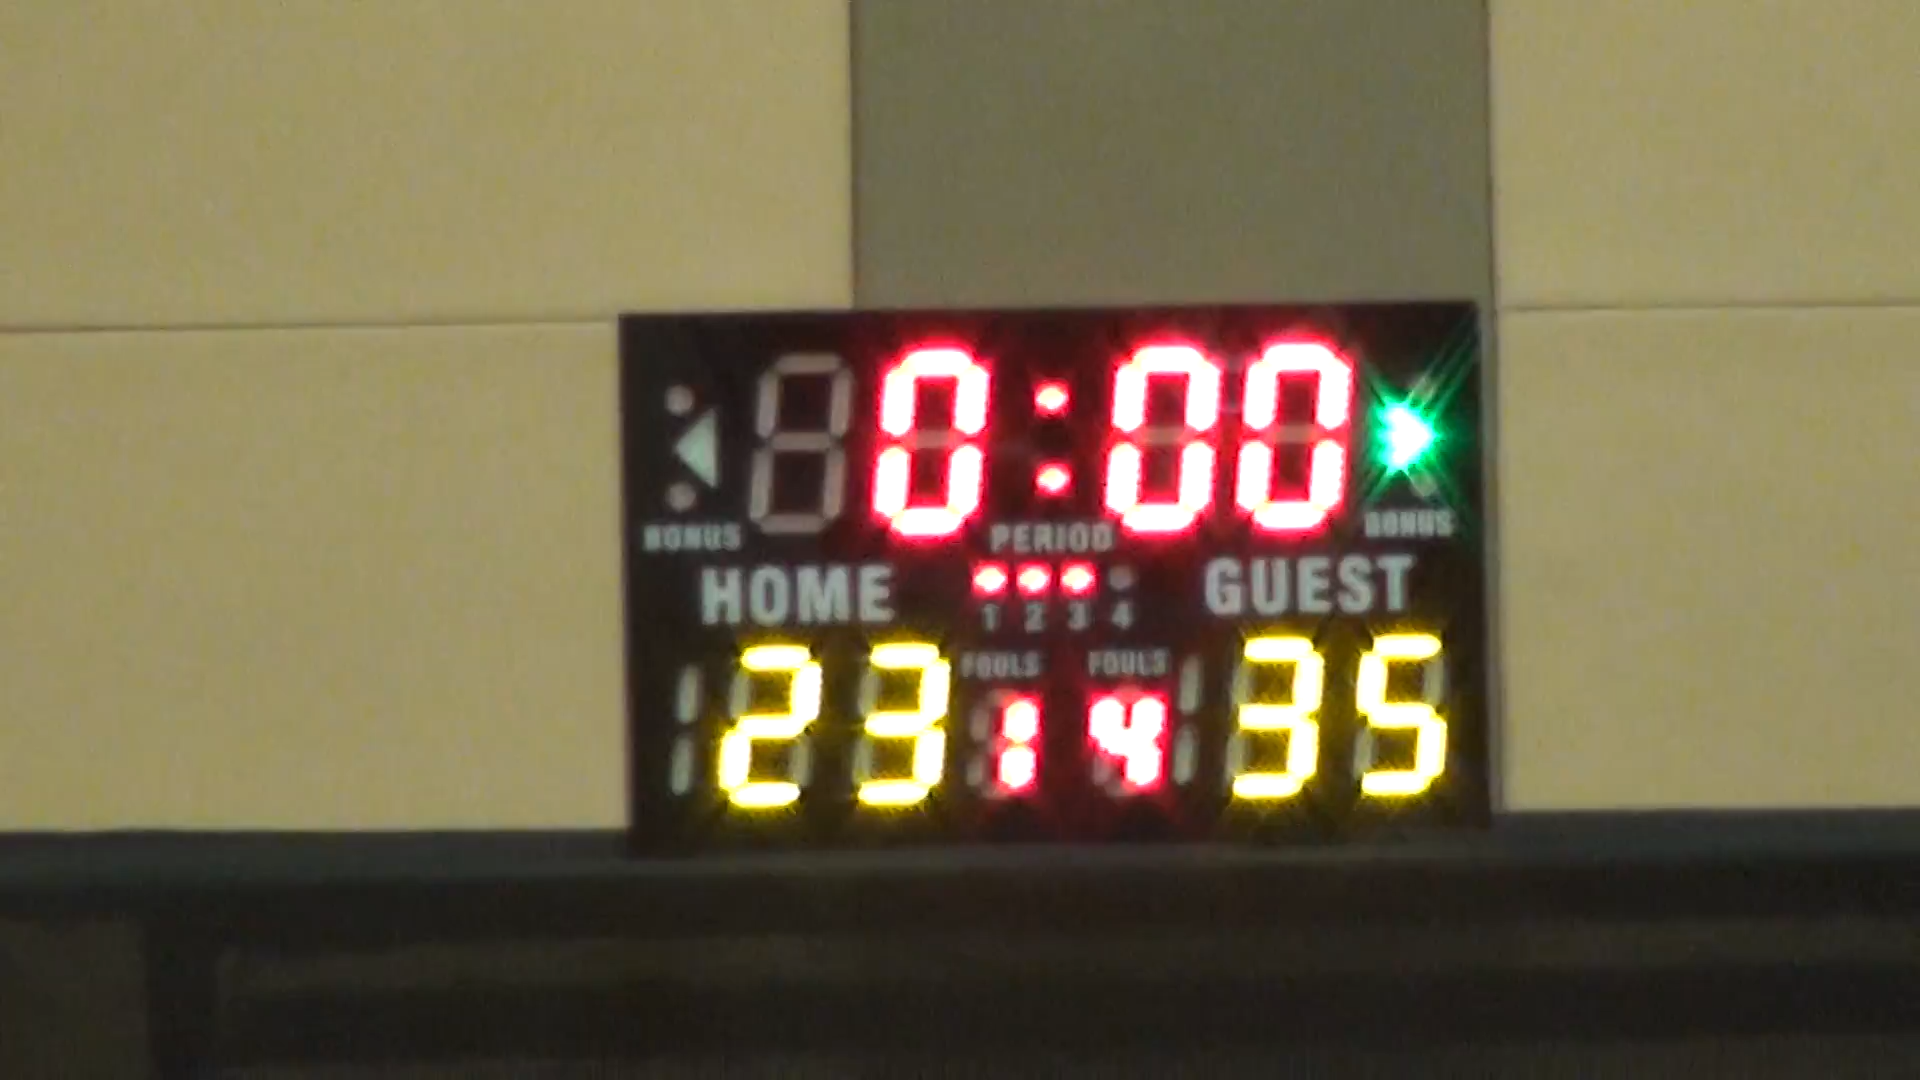 0:00
BONUS PERIOD BONUS
HOME GUEST
1 2 3 4
FOULS FOULS
23 1 4 35